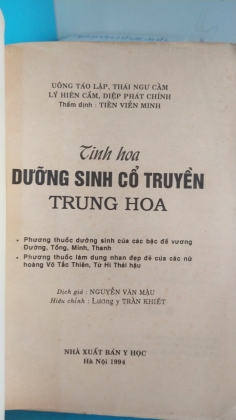 UÔNG TÁO LẬP, THÁI NGƯ CẦM
LÝ HIÊN CẨM, DIỆP PHÁT CHÍNH
Thẩm định : TIÊN VIỄN MINH
Tinh hoa
DƯỠNG SINH CỔ TRUYỀN
TRUNG HOA
• Phương thuốc dưỡng sinh của các bậc đế vương
Đường, Tống, Minh, Thanh
• Phương thuốc làm dung nhan đẹp đẽ của các nữ
hoàng Võ Tắc Thiên, Từ Hi Thái hậu
Dịch giả : NGUYỄN VĂN MẬU
Hiệu chỉnh : Lương y TRẦN KHIẾT
NHÀ XUẤT BẢN Y HỌC
Hà Nội 1994